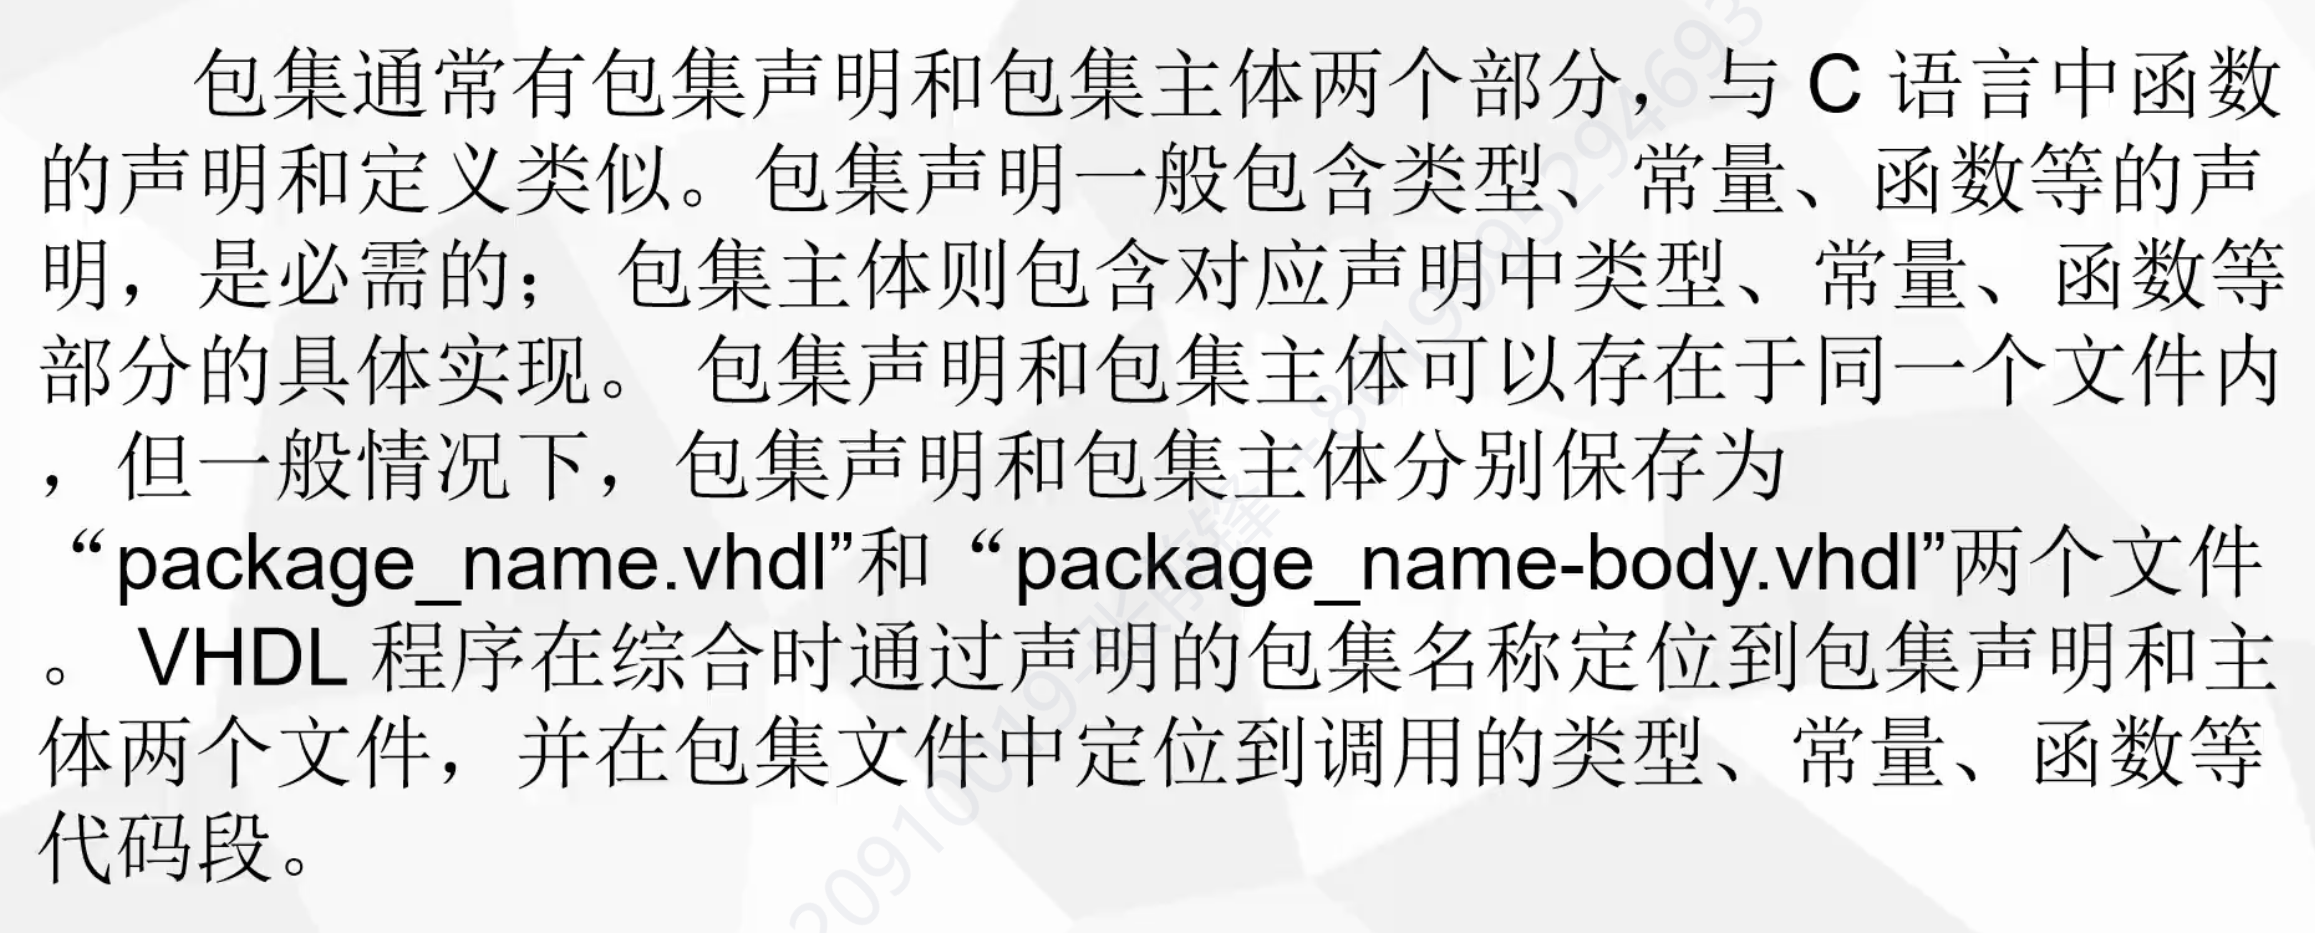 包集通常有包集声明和包集主体两个部分，与 C 语言中函数
的声明和定义类似。包集声明一般包含类型、常量、函数等的声
明，是必需的； 包集主体则包含对应声明中类型、常量、函数等
部分的具体实现。 包集声明和包集主体可以存在于同一个文件内
，但一般情况下，包集声明和包集主体分别保存为
“package_name.vhdl”和“package_name-body.vhdl”两个文件
。 VHDL 程序在综合时通过声明的包集名称定位到包集声明和主
体两个文件，并在包集文件中定位到调用的类型、常量、函数等
代码段。